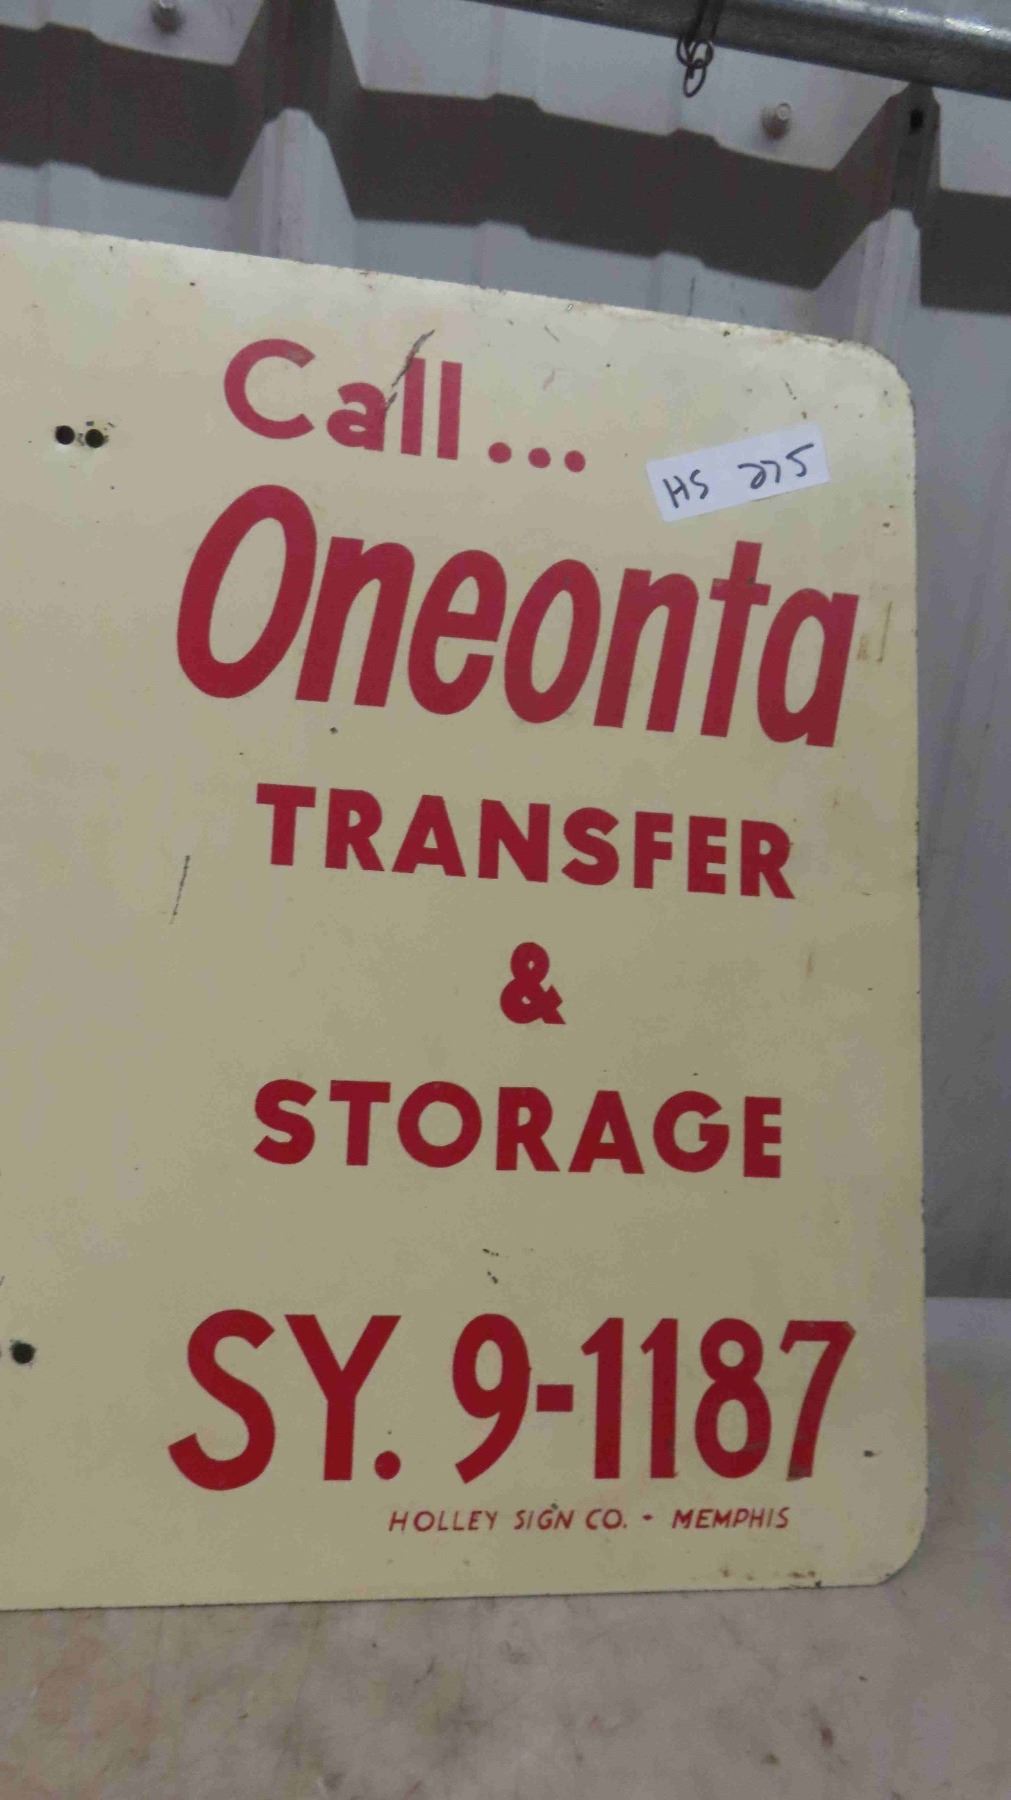 Call...
HS 275
Oneonta
TRANSFER
&
STORAGE
SY. 9-1187
HOLLEY SIGN CO. - MEMPHIS